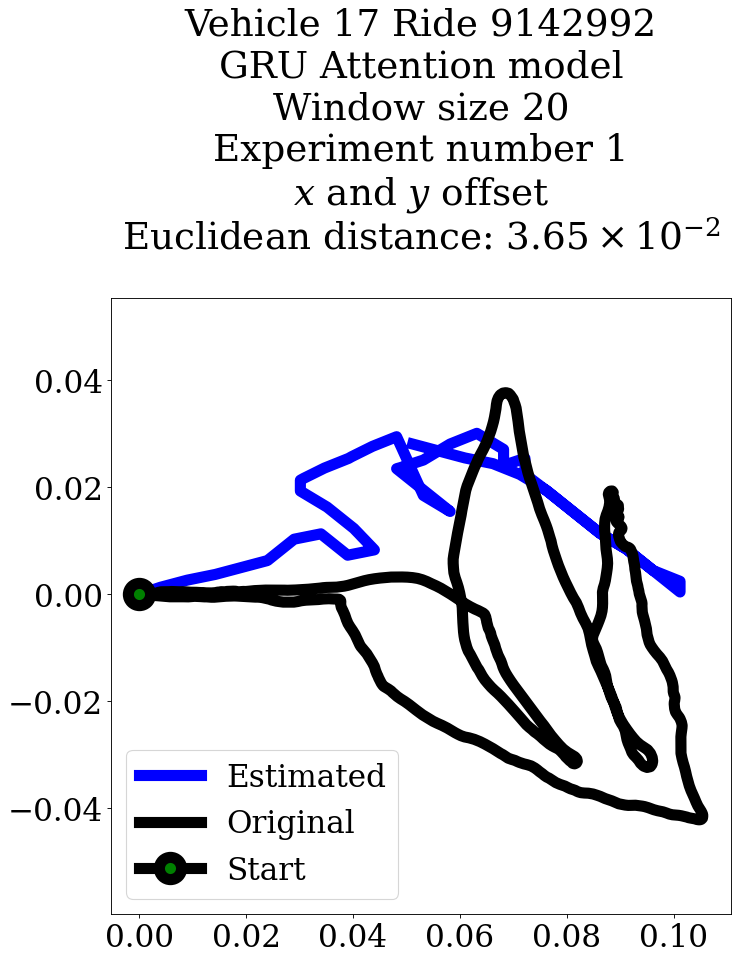 Vehicle 17 Ride 9142992
GRU Attention model
Window size 20
Experiment number 1
x and y offset
Euclidean distance: 3.65 × 10⁻²
0.04
0.02
0.00
−0.02
−0.04
Estimated
Original
Start
0.00 0.02 0.04 0.06 0.08 0.10